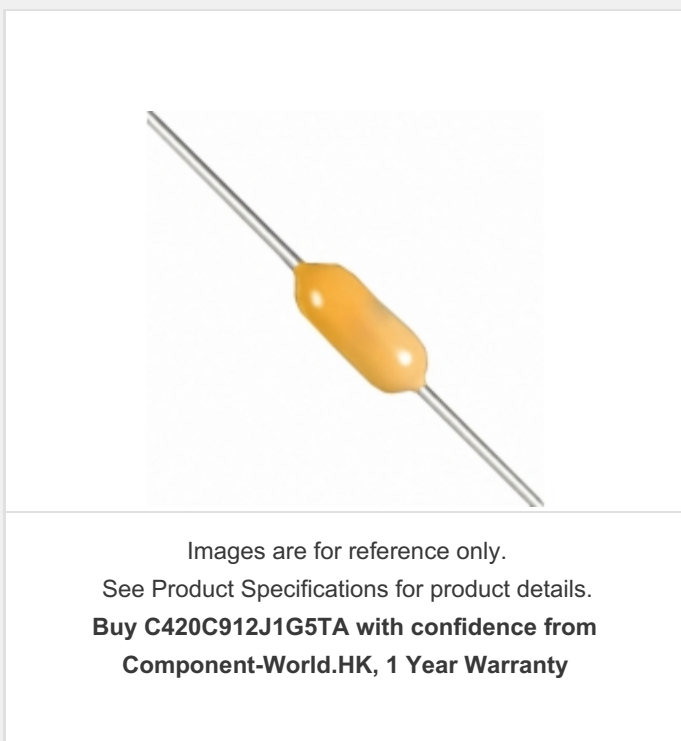 Images are for reference only.
See Product Specifications for product details.
Buy C420C912J1G5TA with confidence from
Component-World.HK, 1 Year Warranty